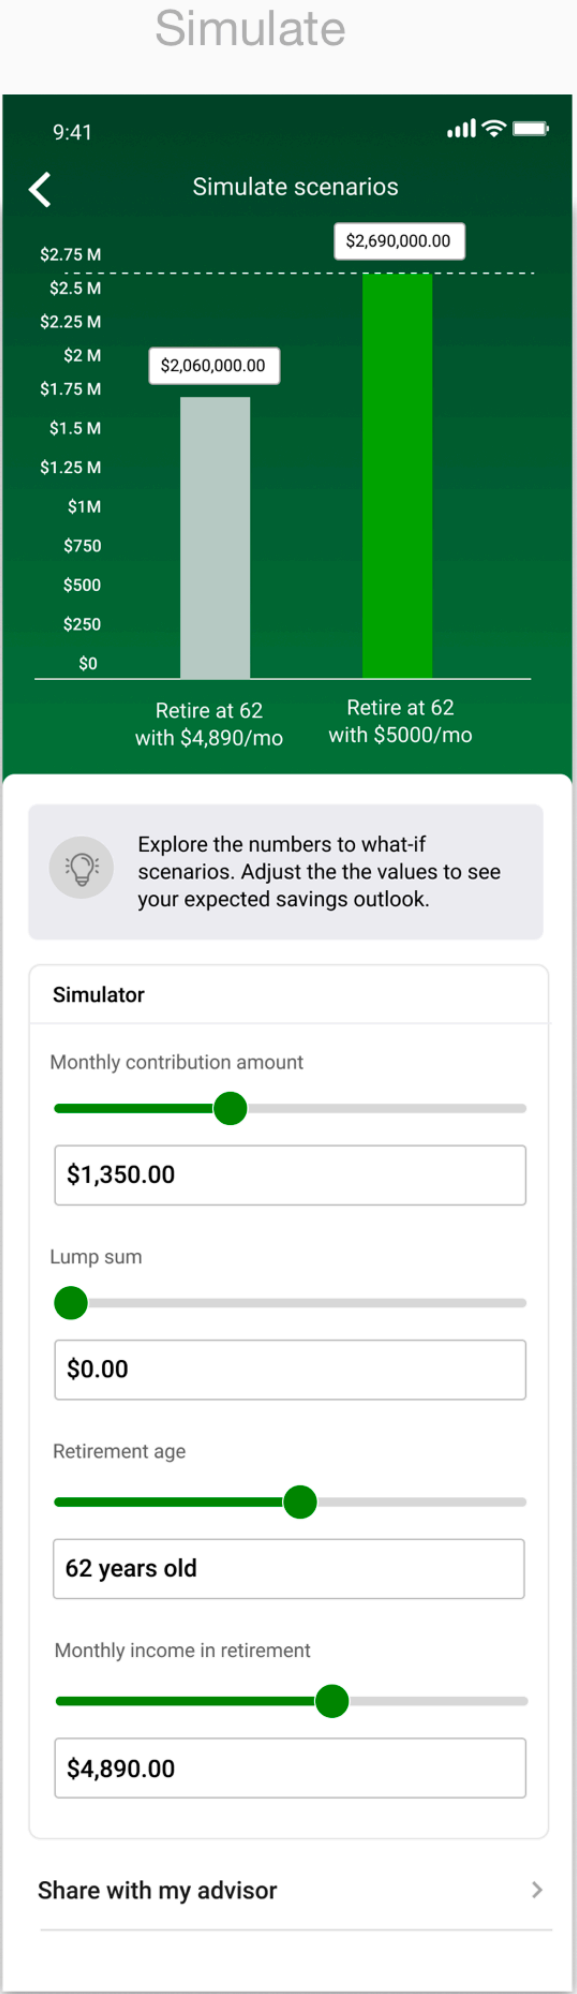 Simulate
9:41
Simulate scenarios
$2,690,000.00
$2.75 M
$2.5 M
$2.25 M
$2 M
$2,060,000.00
$1.75 M
$1.5 M
$1.25 M
$1M
$750
$500
$250
$0
Retire at 62
with $4,890/mo
Retire at 62
with $5000/mo
Explore the numbers to what-if
scenarios. Adjust the the values to see
your expected savings outlook.
Simulator
Monthly contribution amount
$1,350.00
Lump sum
$0.00
Retirement age
62 years old
Monthly income in retirement
$4,890.00
Share with my advisor